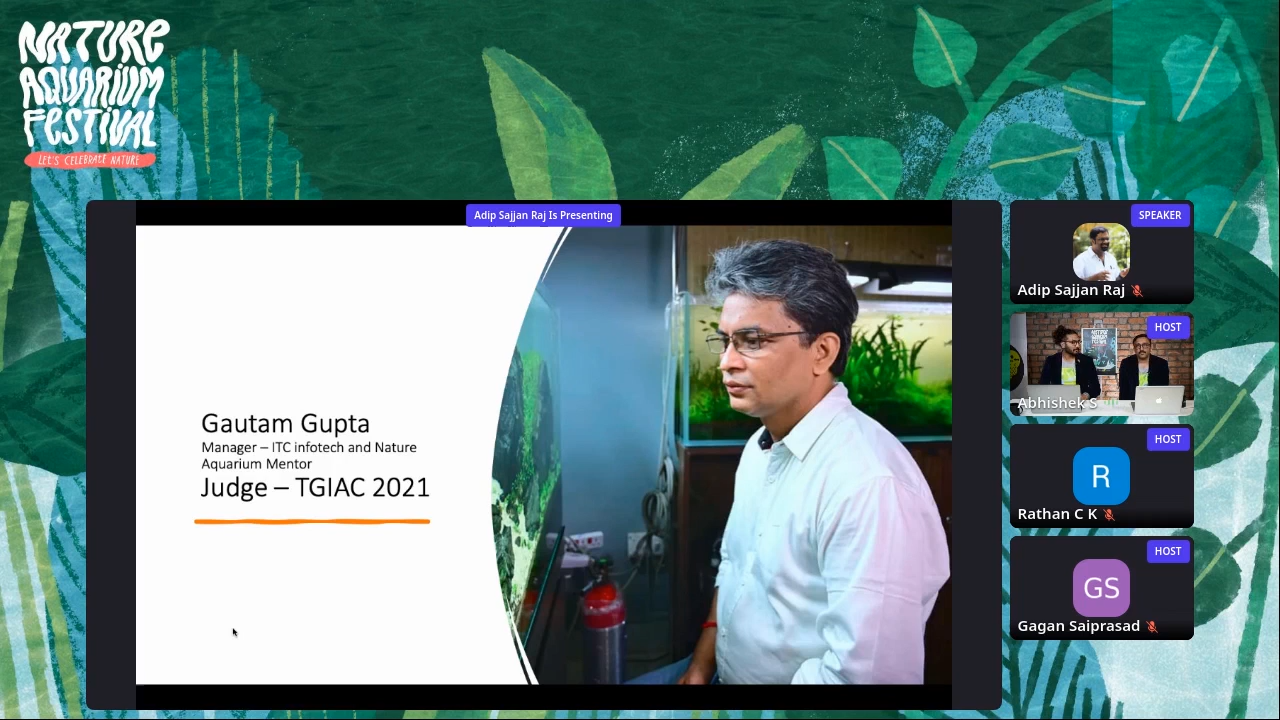 NATURE
AQUARIUM
FESTIVAL
LET'S CELEBRATE NATURE
Adip Sajjan Raj Is Presenting
Gautam Gupta
Manager – ITC infotech and Nature
Aquarium Mentor
Judge – TGIAC 2021
SPEAKER
Adip Sajjan Raj
HOST
Abhishek S
HOST
R
Rathan C K
HOST
GS
Gagan Saiprasad